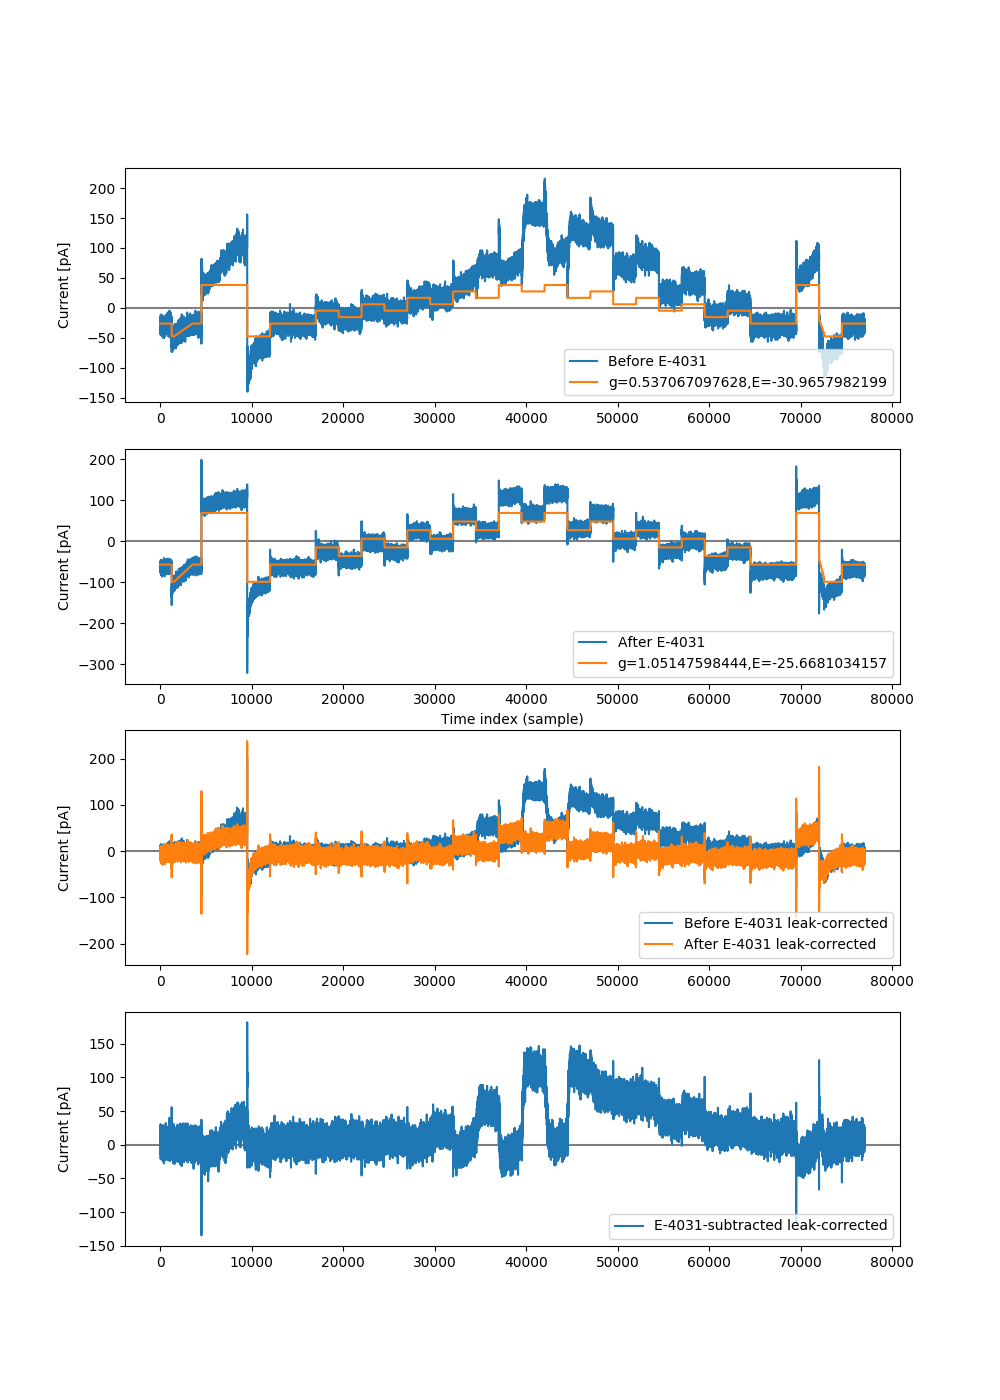 200
150
100
50
0
−50
−100
−150
Current [pA]
Before E-4031
g=0.537067097628,E=-30.9657982199
0 10000 20000 30000 40000 50000 60000 70000 80000
200
100
0
−100
−200
−300
Current [pA]
After E-4031
g=1.05147598444,E=-25.6681034157
0 10000 20000 30000 40000 50000 60000 70000 80000
Time index (sample)
200
100
0
−100
−200
Current [pA]
Before E-4031 leak-corrected
After E-4031 leak-corrected
0 10000 20000 30000 40000 50000 60000 70000 80000
150
100
50
0
−50
−100
−150
Current [pA]
E-4031-subtracted leak-corrected
0 10000 20000 30000 40000 50000 60000 70000 80000